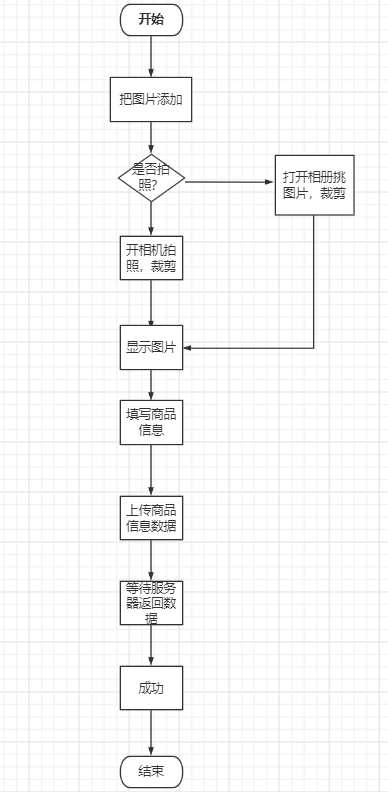 开始
把图片添加
是否拍
照?
打开相册挑
图片，裁剪
开相机拍
照，裁剪
显示图片
填写商品
信息
上传商品
信息数据
等待服务
器返回数
据
成功
结束